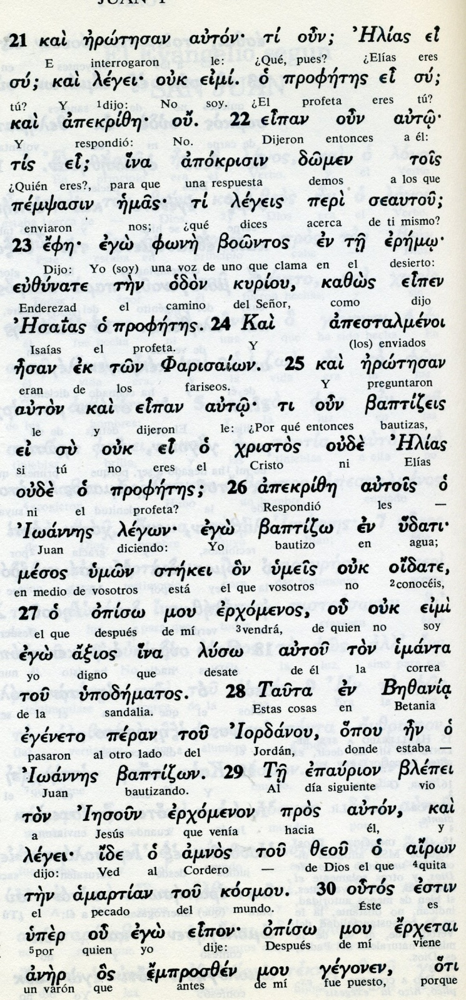 JUAN 1
21 καὶ ἠρώτησαν αὐτόν· τί οὖν; Ἠλίας εἶ
E interrogaron le: ¿Qué, pues? ¿Elías eres
σύ; καὶ λέγει· οὐκ εἰμί. ὁ προφήτης εἶ σύ;
tú? Y 1dijo: No soy. ¿El profeta eres tú?
καὶ ἀπεκρίθη· οὔ. 22 εἶπαν οὖν αὐτῷ·
Y respondió: No. Dijeron entonces a él:
τίς εἶ; ἵνα ἀπόκρισιν δῶμεν τοῖς
¿Quién eres?, para que una respuesta demos a los que
πέμψασιν ἡμᾶς· τί λέγεις περὶ σεαυτοῦ;
enviaron nos; ¿qué dices acerca de ti mismo?
23 ἔφη· ἐγὼ φωνὴ βοῶντος ἐν τῇ ἐρήμῳ·
Dijo: Yo (soy) una voz de uno que clama en el desierto:
εὐθύνατε τὴν ὁδὸν κυρίου, καθὼς εἶπεν
Enderezad el camino del Señor, como dijo
Ἠσαΐας ὁ προφήτης. 24 Καὶ ἀπεσταλμένοι
Isaías el profeta. Y (los) enviados
ἦσαν ἐκ τῶν Φαρισαίων. 25 καὶ ἠρώτησαν
eran de los fariseos. Y preguntaron
αὐτὸν καὶ εἶπαν αὐτῷ· τι οὖν βαπτίζεις
le y dijeron le: ¿Por qué entonces bautizas,
εἰ σὺ οὐκ εἶ ὁ χριστὸς οὐδὲ Ἠλίας
si tú no eres el Cristo ni Elías
οὐδὲ ὁ προφήτης; 26 ἀπεκρίθη αὐτοῖς ὁ
ni el profeta? Respondió les —
Ἰωάννης λέγων· ἐγὼ βαπτίζω ἐν ὕδατι·
Juan diciendo: Yo bautizo en agua;
μέσος ὑμῶν στήκει ὃν ὑμεῖς οὐκ οἴδατε,
en medio de vosotros está el que vosotros no 2conocéis,
27 ὁ ὀπίσω μου ἐρχόμενος, οὗ οὐκ εἰμὶ
el que después de mí 3vendrá, de quien no soy
ἐγὼ ἄξιος ἵνα λύσω αὐτοῦ τὸν ἱμάντα
yo digno que desate de él la correa
τοῦ ὑποδήματος. 28 Ταῦτα ἐν Βηθανίᾳ
de la sandalia. Estas cosas en Betania
ἐγένετο πέραν τοῦ Ἰορδάνου, ὅπου ἦν ὁ
pasaron al otro lado del Jordán, donde estaba —
Ἰωάννης βαπτίζων. 29 Τῇ ἐπαύριον βλέπει
Juan bautizando. Al día siguiente vio
τὸν Ἰησοῦν ἐρχόμενον πρὸς αὐτόν, καὶ
a Jesús que venía hacia él, y
λέγει· ἴδε ὁ ἀμνὸς τοῦ θεοῦ ὁ αἴρων
dijo: Ved al Cordero — de Dios el que 4quita
τὴν ἁμαρτίαν τοῦ κόσμου. 30 οὗτός ἐστιν
el pecado del mundo. Éste es
ὑπὲρ οὗ ἐγὼ εἶπον· ὀπίσω μου ἔρχεται
5por quien yo dije: Después de mí viene
ἀνὴρ ὃς ἔμπροσθέν μου γέγονεν, ὅτι
un varón que antes de mí fue puesto, porque